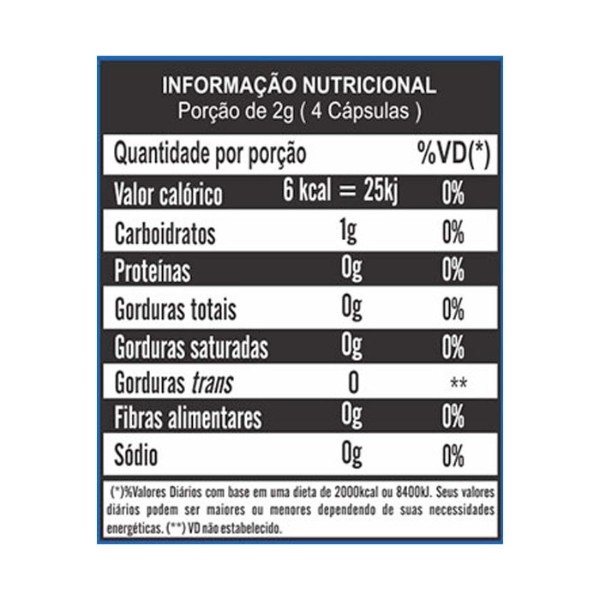 INFORMAÇÃO NUTRICIONAL
Porção de 2g ( 4 Cápsulas )
Quantidade por porção %VD(*)
Valor calórico 6 kcal = 25kj 0%
Carboidratos 1g 0%
Proteínas 0g 0%
Gorduras totais 0g 0%
Gorduras saturadas 0g 0%
Gorduras trans 0 **
Fibras alimentares 0g 0%
Sódio 0g 0%
(*)%Valores Diários com base em uma dieta de 2000kcal ou 8400kJ. Seus valores
diários podem ser maiores ou menores dependendo de suas necessidades
energéticas. (**) VD não estabelecido.